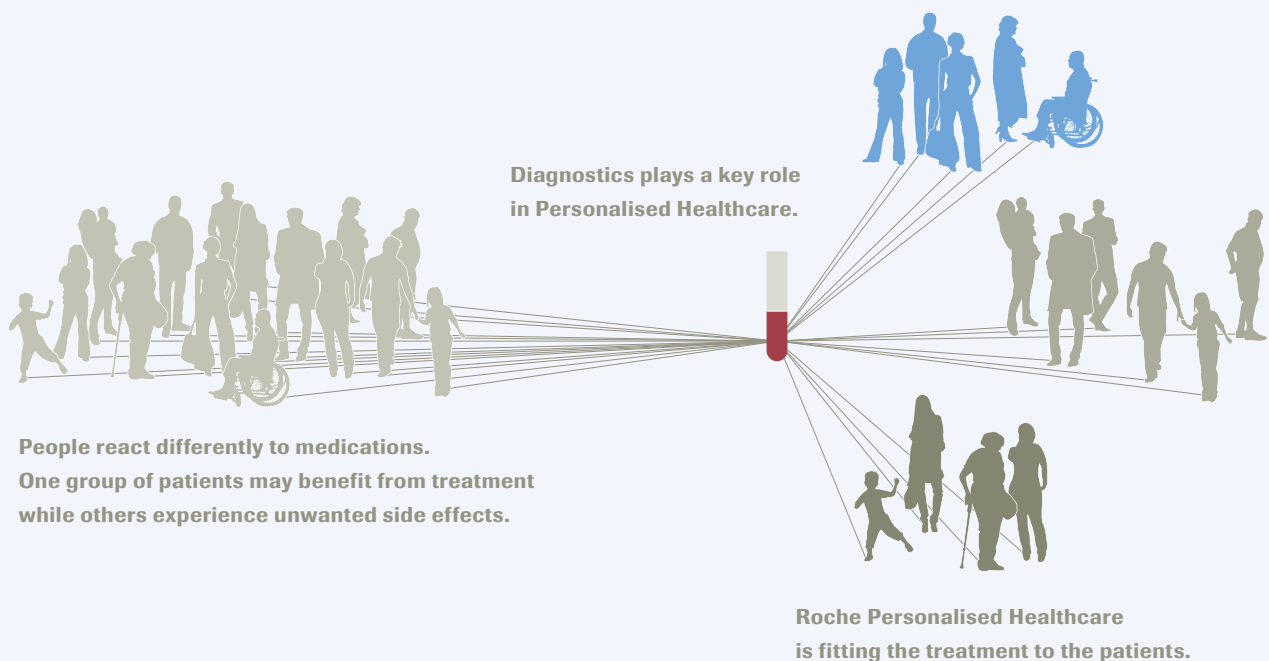 Diagnostics plays a key role
in Personalised Healthcare.
People react differently to medications.
One group of patients may benefit from treatment
while others experience unwanted side effects.
Roche Personalised Healthcare
is fitting the treatment to the patients.